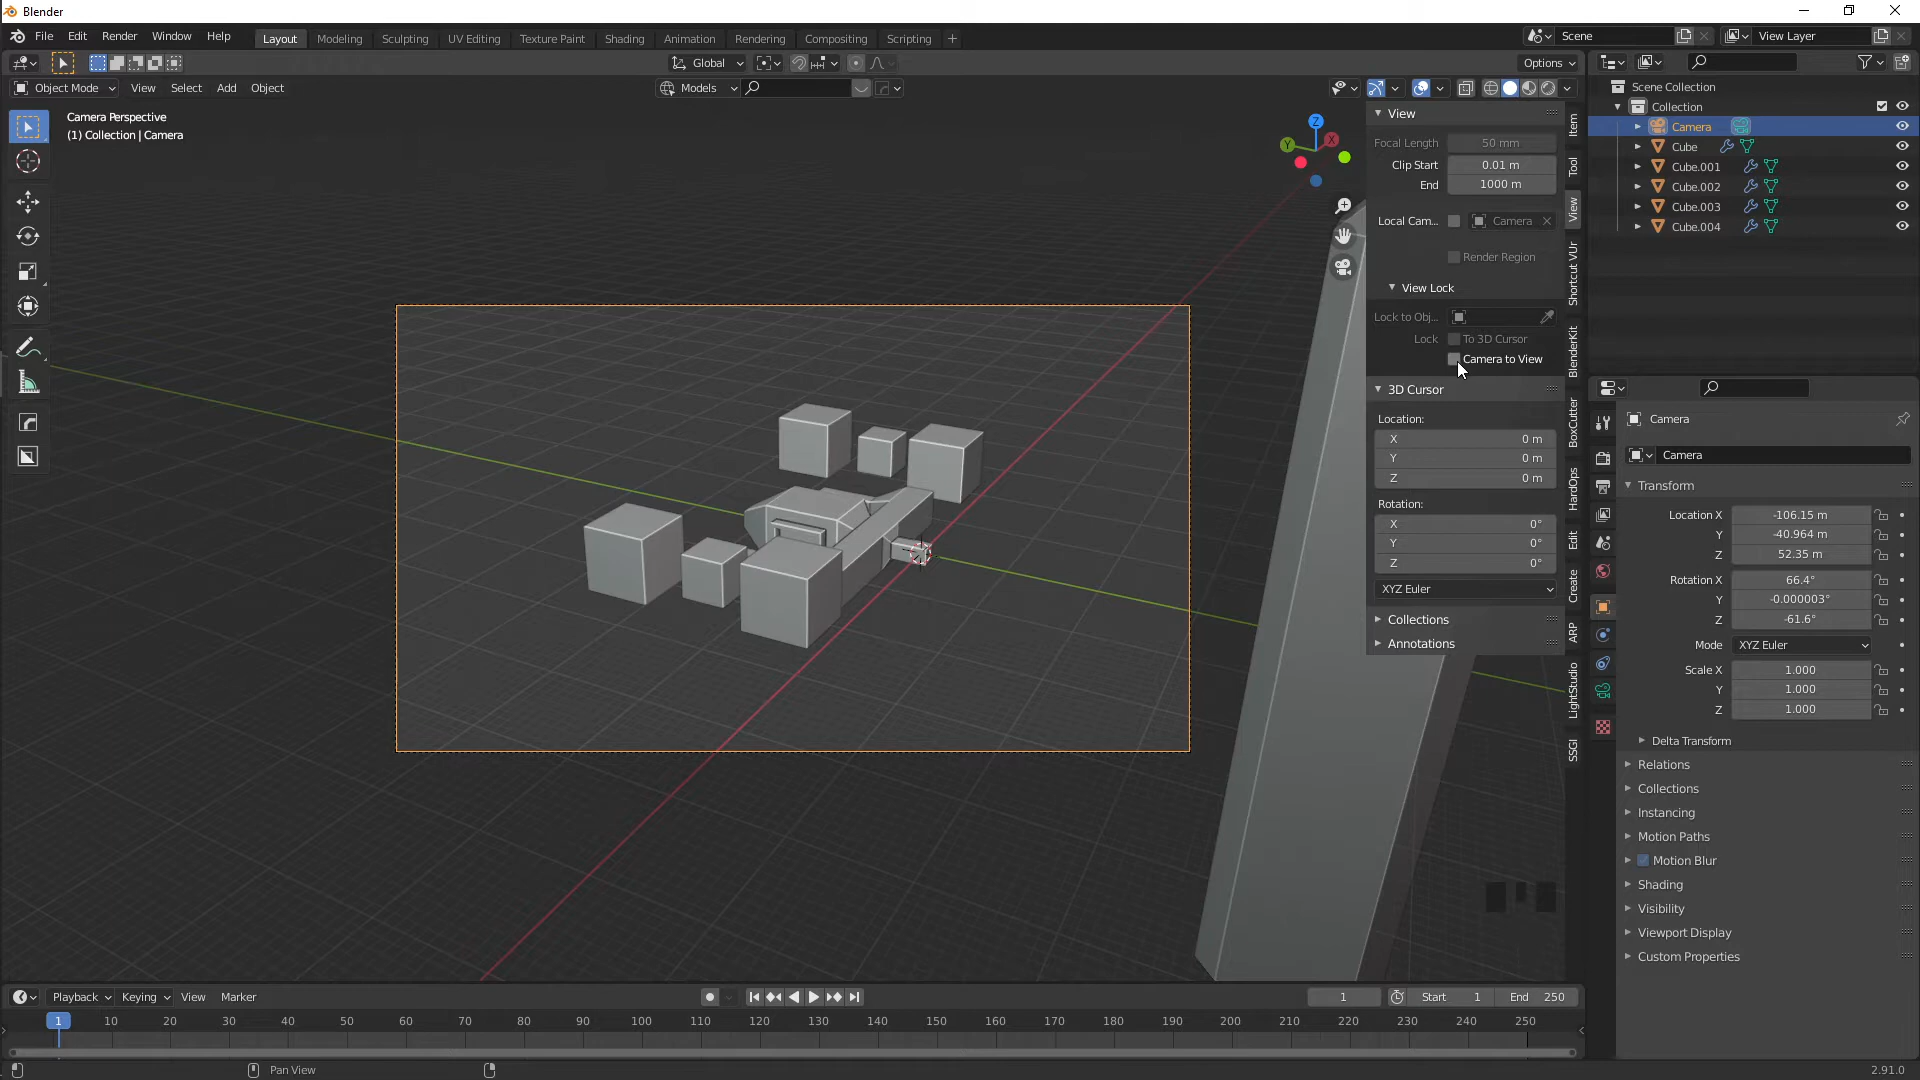 Blender
File Edit Render Window Help
Layout Modeling Sculpting UV Editing Texture Paint Shading Animation Rendering Compositing Scripting +
Scene
View Layer
Global
Options
Object Mode View Select Add Object
Models
Camera Perspective
(1) Collection | Camera
Z
Y
X
View
Focal Length 50 mm
Clip Start 0.01 m
End 1000 m
Local Cam... Camera
Render Region
View Lock
Lock to Obj...
Lock To 3D Cursor
Camera to View
3D Cursor
Location:
X 0 m
Y 0 m
Z 0 m
Rotation:
X 0°
Y 0°
Z 0°
XYZ Euler
Collections
Annotations
Item
Tool
View
Shortcut VUr
BlenderKit
BoxCutter
HardOps
Edit
Create
ARP
LightStudio
SSGI
Scene Collection
Collection
Camera
Cube
Cube.001
Cube.002
Cube.003
Cube.004
Camera
Camera
Transform
Location X -106.15 m
Y -40.964 m
Z 52.35 m
Rotation X 66.4°
Y -0.000003°
Z -61.6°
Mode XYZ Euler
Scale X 1.000
Y 1.000
Z 1.000
Delta Transform
Relations
Collections
Instancing
Motion Paths
Motion Blur
Shading
Visibility
Viewport Display
Custom Properties
Playback Keying View Marker
1
Start 1
End 250
1 10 20 30 40 50 60 70 80 90 100 110 120 130 140 150 160 170 180 190 200 210 220 230 240 250
Pan View
2.91.0